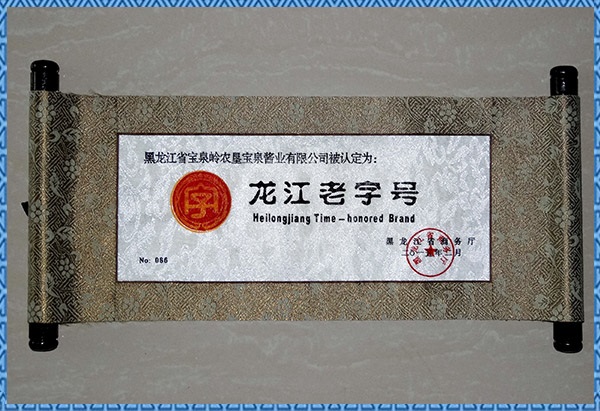 黑龙江省宝泉岭农垦宝泉酱业有限公司被认定为:
字
龙江老字号
Heilongjiang Time-honored Brand
黑龙江省商务厅
No: 086